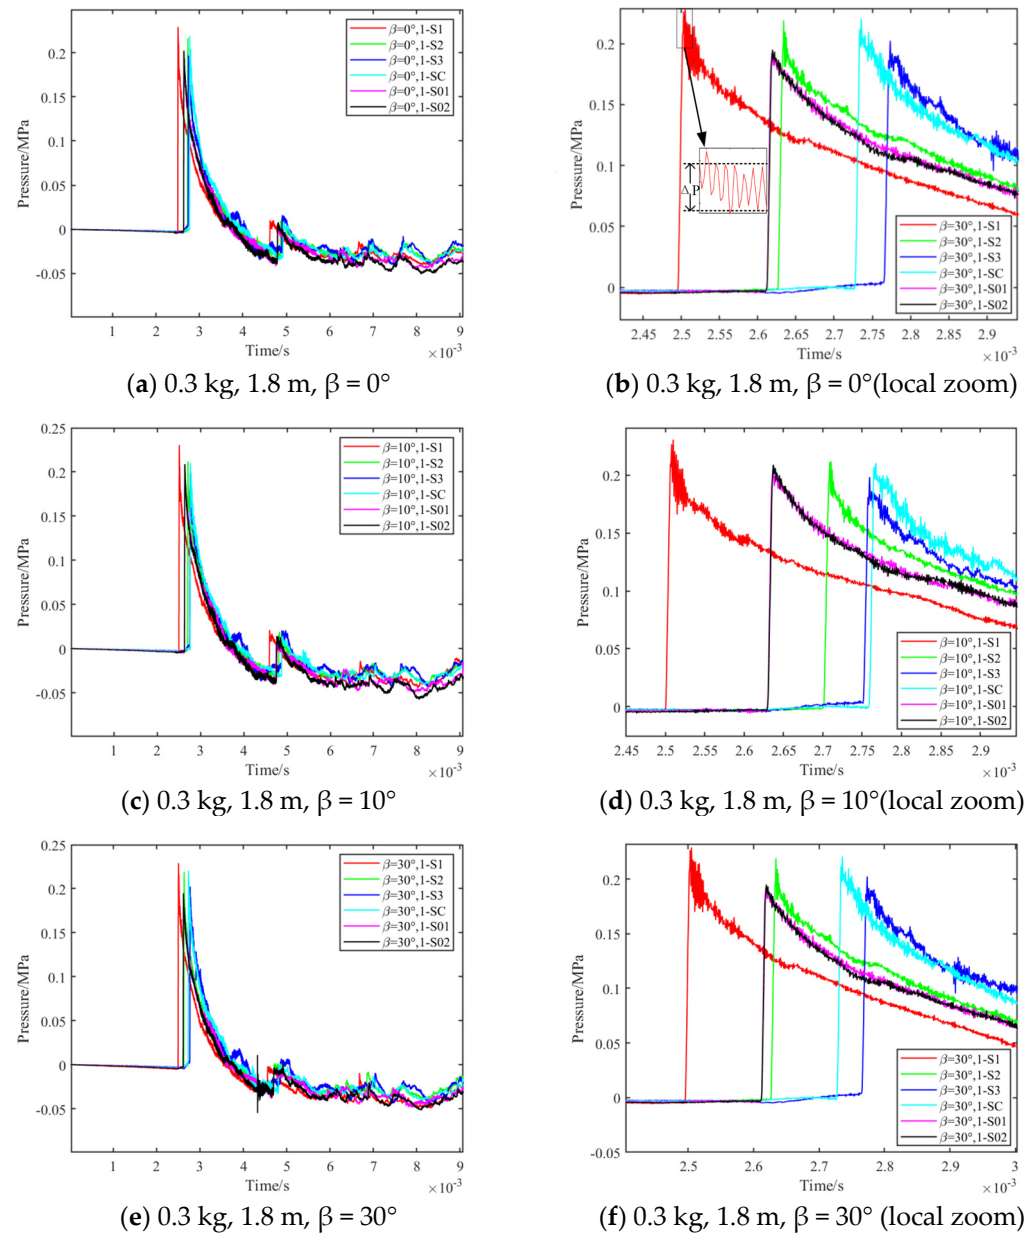 0.2
0.15
0.1
0.05
0
-0.05
Pressure/MPa
1 2 3 4 5 6 7 8 9
Time/s
×10⁻³
β=0°,1-S1
β=0°,1-S2
β=0°,1-S3
β=0°,1-SC
β=0°,1-S01
β=0°,1-S02
(a) 0.3 kg, 1.8 m, β = 0°
0.2
0.15
0.1
0.05
0
Pressure/MPa
ΔP
2.45 2.5 2.55 2.6 2.65 2.7 2.75 2.8 2.85 2.9
Time/s
×10⁻³
β=30°,1-S1
β=30°,1-S2
β=30°,1-S3
β=30°,1-SC
β=30°,1-S01
β=30°,1-S02
(b) 0.3 kg, 1.8 m, β = 0°(local zoom)
0.25
0.2
0.15
0.1
0.05
0
-0.05
Pressure/MPa
1 2 3 4 5 6 7 8 9
Time/s
×10⁻³
β=10°,1-S1
β=10°,1-S2
β=10°,1-S3
β=10°,1-SC
β=10°,1-S01
β=10°,1-S02
(c) 0.3 kg, 1.8 m, β = 10°
0.2
0.15
0.1
0.05
0
Pressure/MPa
2.45 2.5 2.55 2.6 2.65 2.7 2.75 2.8 2.85 2.9
Time/s
×10⁻³
β=10°,1-S1
β=10°,1-S2
β=10°,1-S3
β=10°,1-SC
β=10°,1-S01
β=10°,1-S02
(d) 0.3 kg, 1.8 m, β = 10°(local zoom)
0.25
0.2
0.15
0.1
0.05
0
-0.05
Pressure/MPa
1 2 3 4 5 6 7 8 9
Time/s
×10⁻³
β=30°,1-S1
β=30°,1-S2
β=30°,1-S3
β=30°,1-SC
β=30°,1-S01
β=30°,1-S02
(e) 0.3 kg, 1.8 m, β = 30°
0.2
0.15
0.1
0.05
0
-0.05
Pressure/MPa
2.5 2.6 2.7 2.8 2.9 3
Time/s
×10⁻³
β=30°,1-S1
β=30°,1-S2
β=30°,1-S3
β=30°,1-SC
β=30°,1-S01
β=30°,1-S02
(f) 0.3 kg, 1.8 m, β = 30° (local zoom)